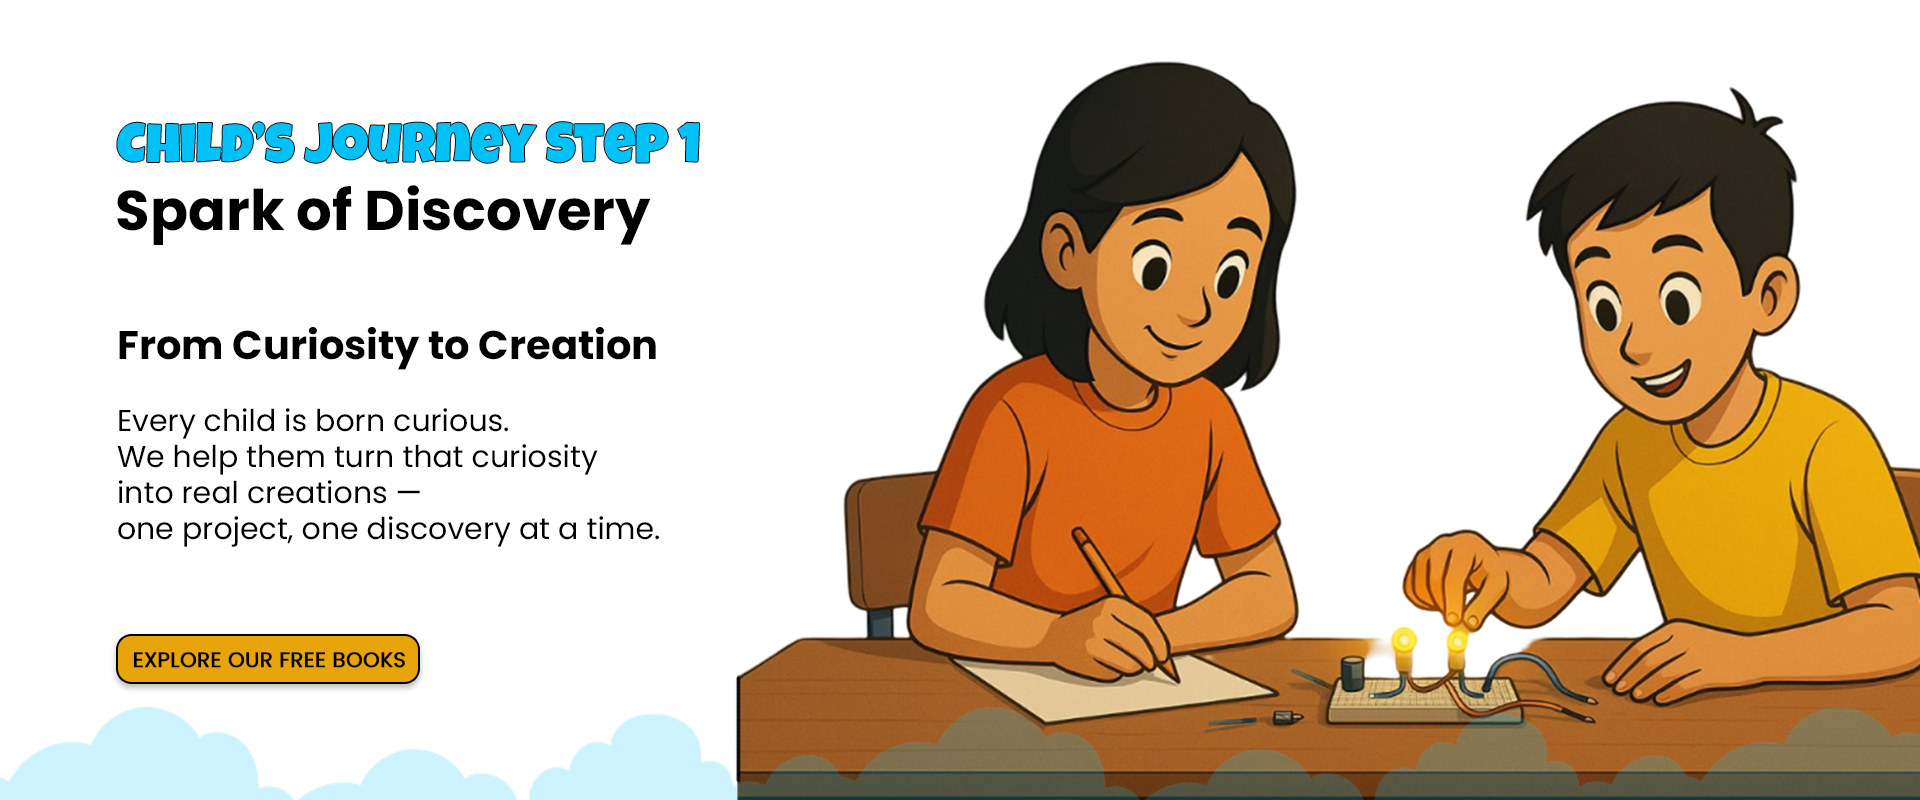 CHILD'S JOURNEY STEP 1
Spark of Discovery
From Curiosity to Creation
Every child is born curious.
We help them turn that curiosity
into real creations —
one project, one discovery at a time.
EXPLORE OUR FREE BOOKS